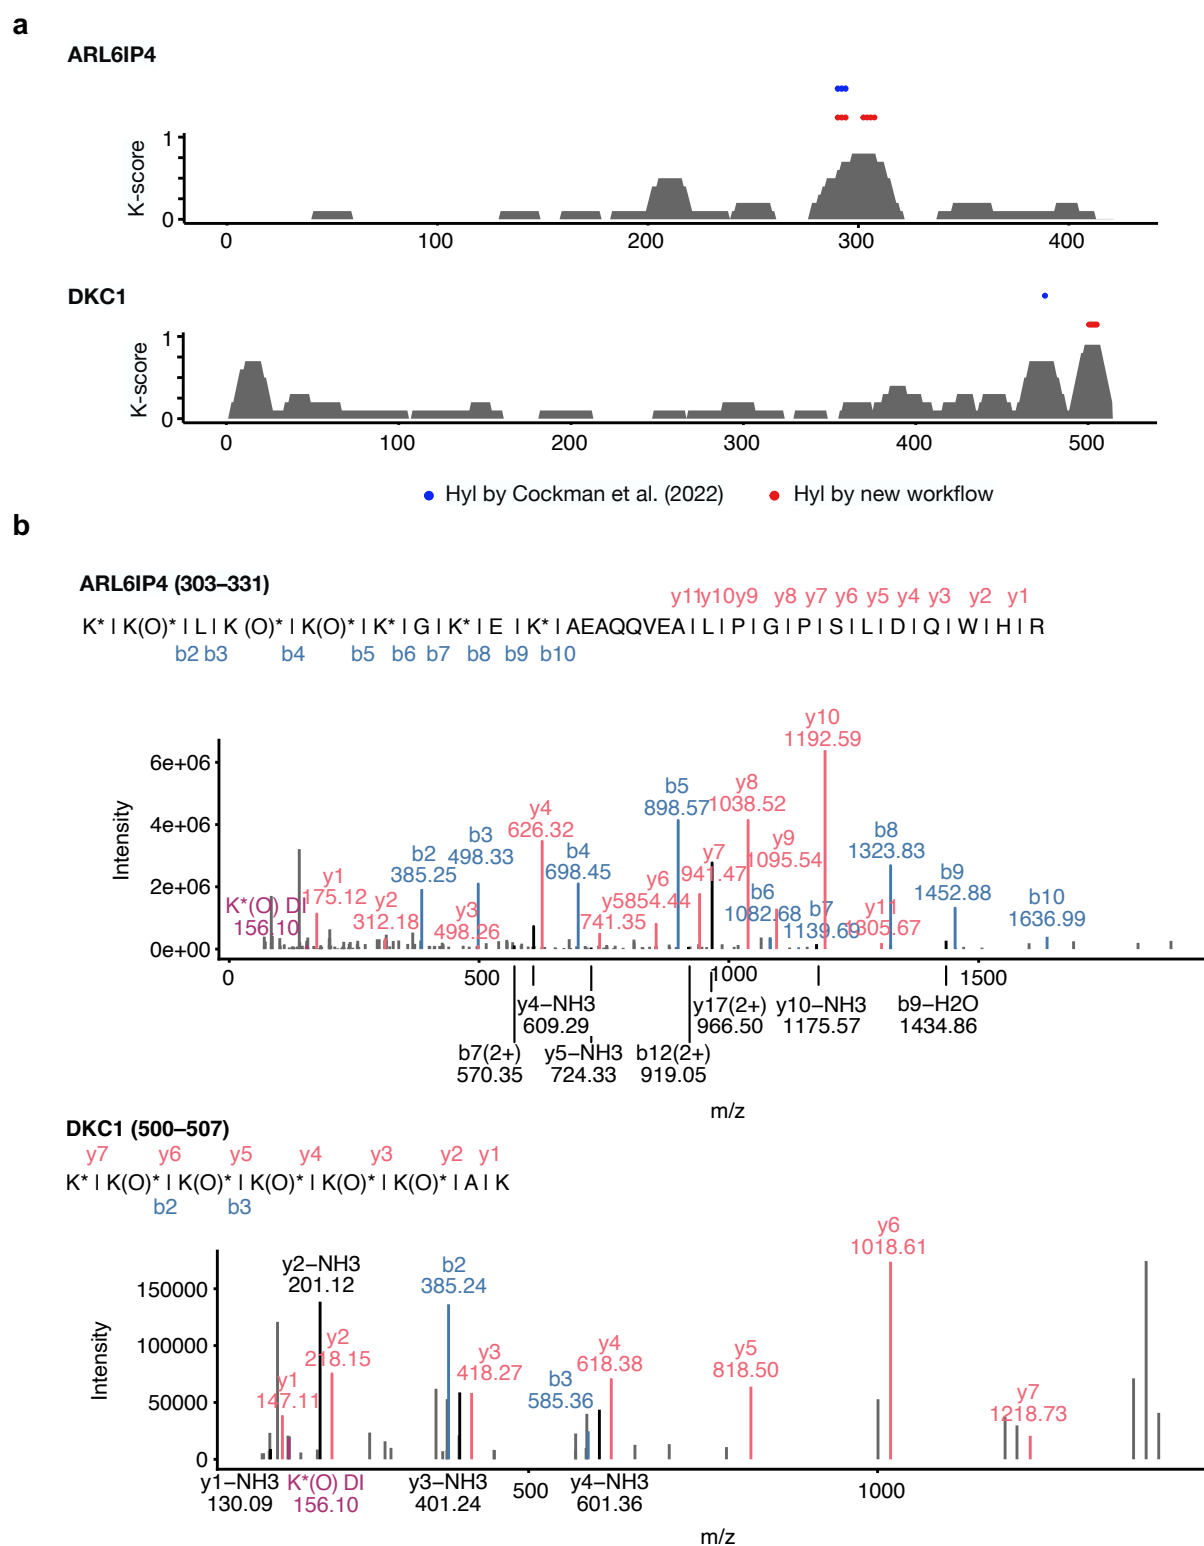 a
ARL6IP4
K-score
1
0
0 100 200 300 400
DKC1
K-score
1
0
0 100 200 300 400 500
Hyl by Cockman et al. (2022) Hyl by new workflow
b
ARL6IP4 (303–331)
y11 y10 y9 y8 y7 y6 y5 y4 y3 y2 y1
K* I K(O)* I L I K (O)* I K(O)* I K* I G I K* I E I K* I AEAQQVEA I L I P I G I P I S I L I D I Q I W I H I R
b2 b3 b4 b5 b6 b7 b8 b9 b10
Intensity
6e+06
4e+06
2e+06
0e+00
K*(O) DI
156.10
y1
175.12
y2
312.18
b2
385.25
y3
498.26
b3
498.33
y4
626.32
b4
698.45
y5
741.35
y6
854.44
b5
898.57
y7
941.47
y8
1038.52
b6
1082.68
y9
1095.54
b7
1139.69
y10
1192.59
y11
1305.67
b8
1323.83
b9
1452.88
b10
1636.99
0 500 1000 1500
y4–NH3
609.29
y17(2+)
966.50
y10–NH3
1175.57
b9–H2O
1434.86
b7(2+)
570.35
y5–NH3
724.33
b12(2+)
919.05
m/z
DKC1 (500–507)
y7 y6 y5 y4 y3 y2 y1
K* I K(O)* I K(O)* I K(O)* I K(O)* I K(O)* I A I K
b2 b3
Intensity
150000
100000
50000
0
y1
147.11
y2–NH3
201.12
y2
218.15
b2
385.24
y3
418.27
b3
585.36
y4
618.38
y5
818.50
y6
1018.61
y7
1218.73
500 1000
y1–NH3
130.09
K*(O) DI
156.10
y3–NH3
401.24
y4–NH3
601.36
m/z